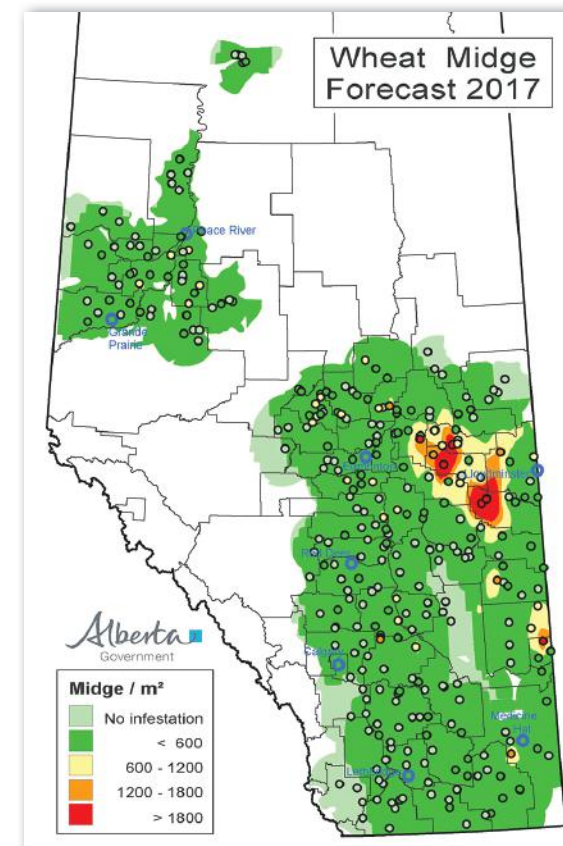 Wheat Midge
Forecast 2017
Peace River
Grande
Prairie
Edmonton
Lloydminster
Red Deer
Calgary
Medicine
Hat
Lethbridge
Alberta
Government
Midge / m²
No infestation
< 600
600 - 1200
1200 - 1800
> 1800